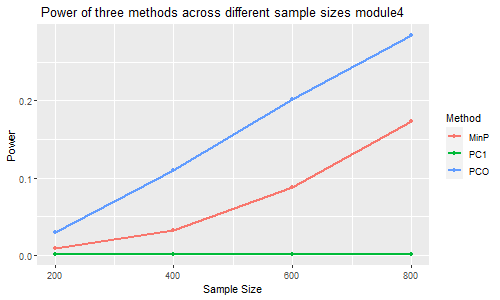 Power of three methods across different sample sizes module4
Power
0.2
0.1
0.0
200 400 600 800
Sample Size
Method
MinP
PC1
PCO